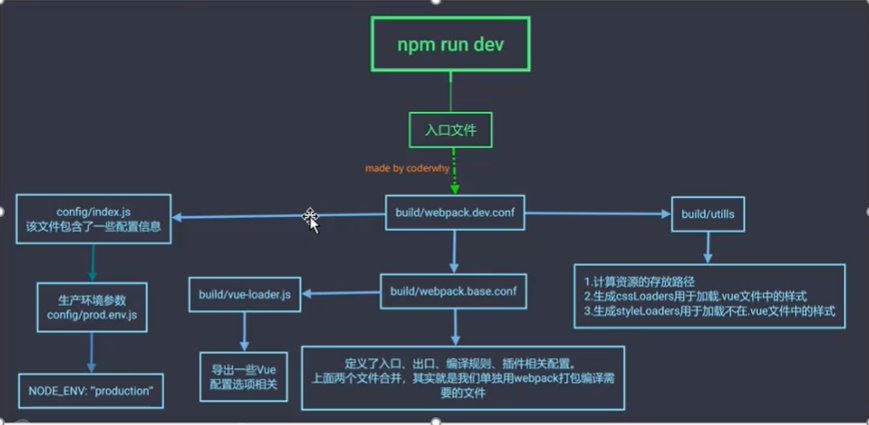 npm run dev
入口文件
made by coderwhy
config/index.js
该文件包含了一些配置信息
build/webpack.dev.conf
build/utills
生产环境参数
config/prod.env.js
build/vue-loader.js
build/webpack.base.conf
1.计算资源的存放路径
2.生成cssLoaders用于加载.vue文件中的样式
3.生成styleLoaders用于加载不在.vue文件中的样式
NODE_ENV: "production"
导出一些Vue
配置选项相关
定义了入口、出口、编译规则、插件相关配置。
上面两个文件合并，其实就是我们单独用webpack打包编译需
要的文件